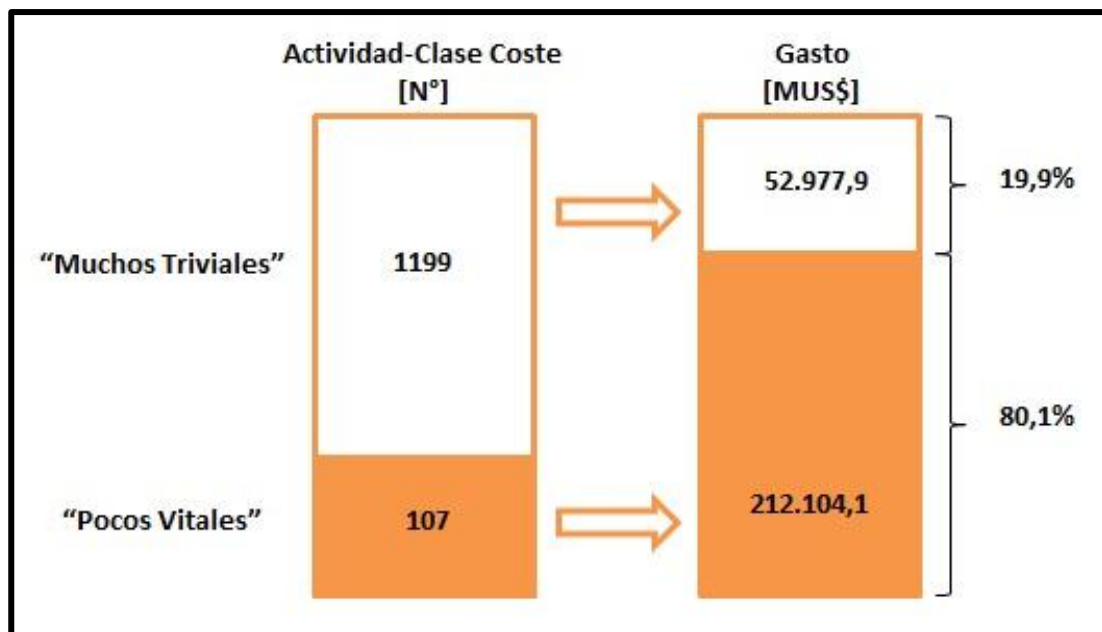 Actividad-Clase Coste
[N°]
Gasto
[MUS$]
52.977,9
19,9%
“Muchos Triviales”
1199
80,1%
“Pocos Vitales”
107
212.104,1